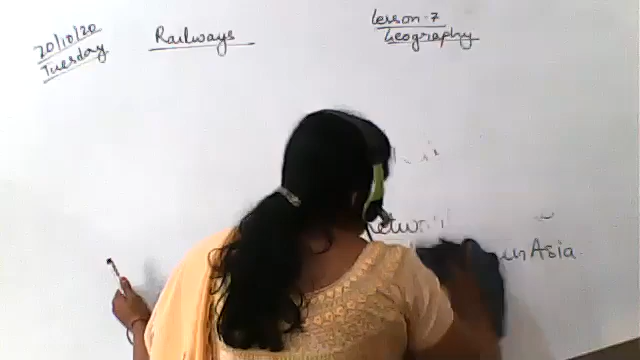 20/10/20
Tuesday
Railways
Lesson-7
Geography
in Asia.